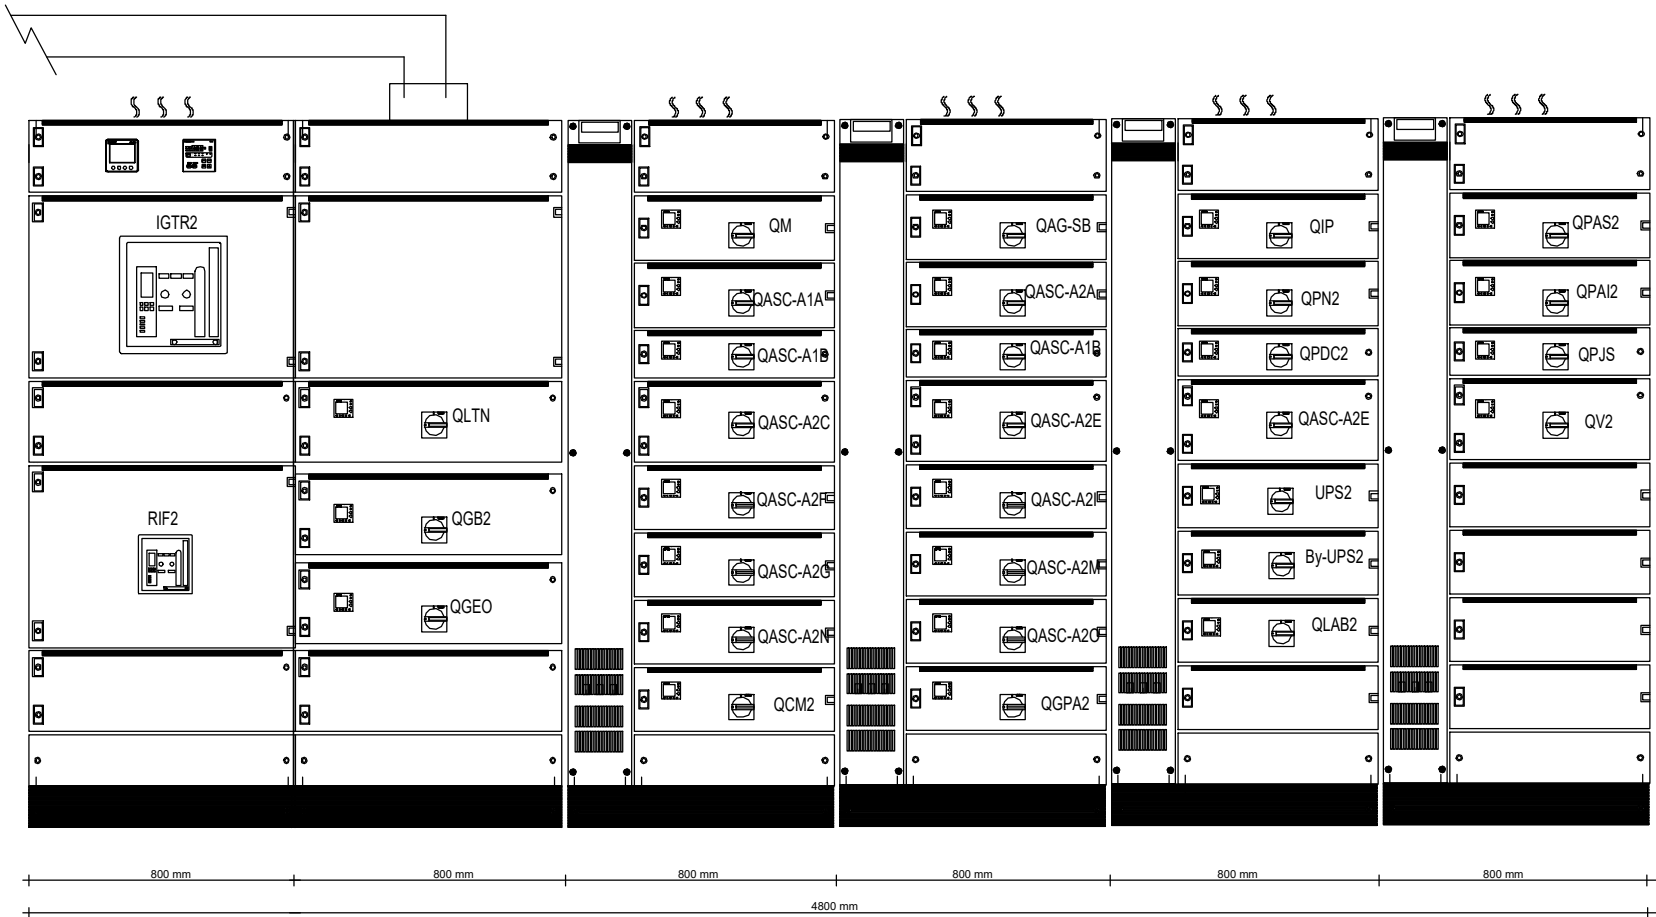 IGTR2
RIF2
QLTN
QGB2
QGEO
QM
QASC-A1A
QASC-A1B
QASC-A2C
QASC-A2F
QASC-A2G
QASC-A2N
QCM2
QAG-SB
QASC-A2A
QASC-A1B
QASC-A2E
QASC-A2I
QASC-A2M
QASC-A2O
QGPA2
QIP
QPN2
QPDC2
QASC-A2E
UPS2
By-UPS2
QLAB2
QPAS2
QPAI2
QPJS
QV2
800 mm
800 mm
800 mm
800 mm
800 mm
800 mm
4800 mm